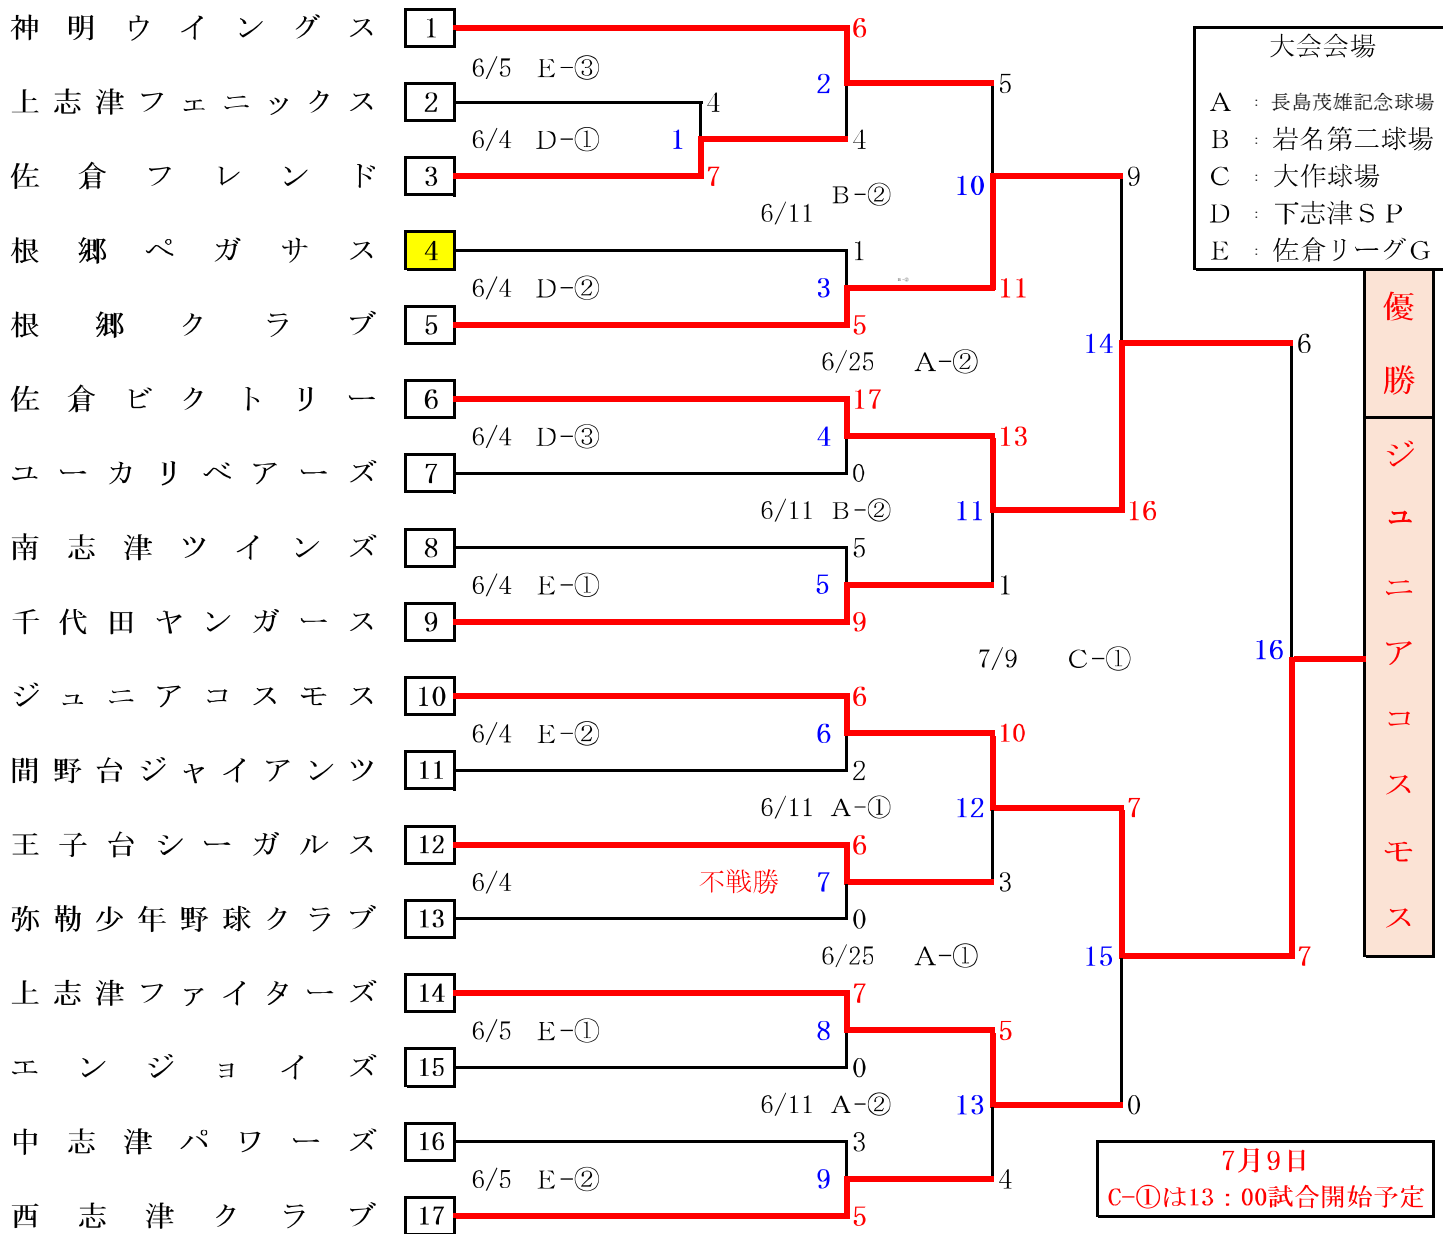 神明ウイングス 1 6
6/5 E-③ 2 5
上志津フェニックス 2 4
6/4 D-① 1 4
佐倉フレンド 3 7
6/11 B-② 10 9
根郷ペガサス 4 1
6/4 D-② 3 11
根郷クラブ 5 5
6/25 A-② 14 6
佐倉ビクトリー 6 17
6/4 D-③ 4 13
ユーカリベアーズ 7 0
6/11 B-② 11 16
南志津ツインズ 8 5
6/4 E-① 5 1
千代田ヤンガース 9 9
7/9 C-① 16
ジュニアコスモス 10 6
6/4 E-② 6 10
間野台ジャイアンツ 11 2
6/11 A-① 12 7
王子台シーガルス 12 6
6/4 不戦勝 7 3
弥勒少年野球クラブ 13 0
6/25 A-① 15 7
上志津ファイターズ 14 7
6/5 E-① 8 5
エンジョイズ 15 0
6/11 A-② 13 0
中志津パワーズ 16 3
6/5 E-② 9 4
西志津クラブ 17 5
大会会場
A : 長島茂雄記念球場
B : 岩名第二球場
C : 大作球場
D : 下志津SP
E : 佐倉リーグG
優勝
ジュニアコスモス
7月9日
C-①は13：00試合開始予定